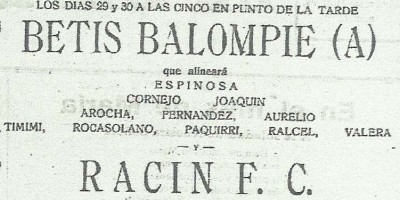 LOS DIAS 29 y 30 A LAS CINCO EN PUNTO DE LA TARDE
BETIS BALOMPIE (A)
que alineará
ESPINOSA
CORNEJO JOAQUIN
AROCHA, FERNANDEZ, AURELIO
TIMIMI, ROCASOLANO, PAQUIRRI, RALCEL, VALERA
— y —
RACIN F. C.